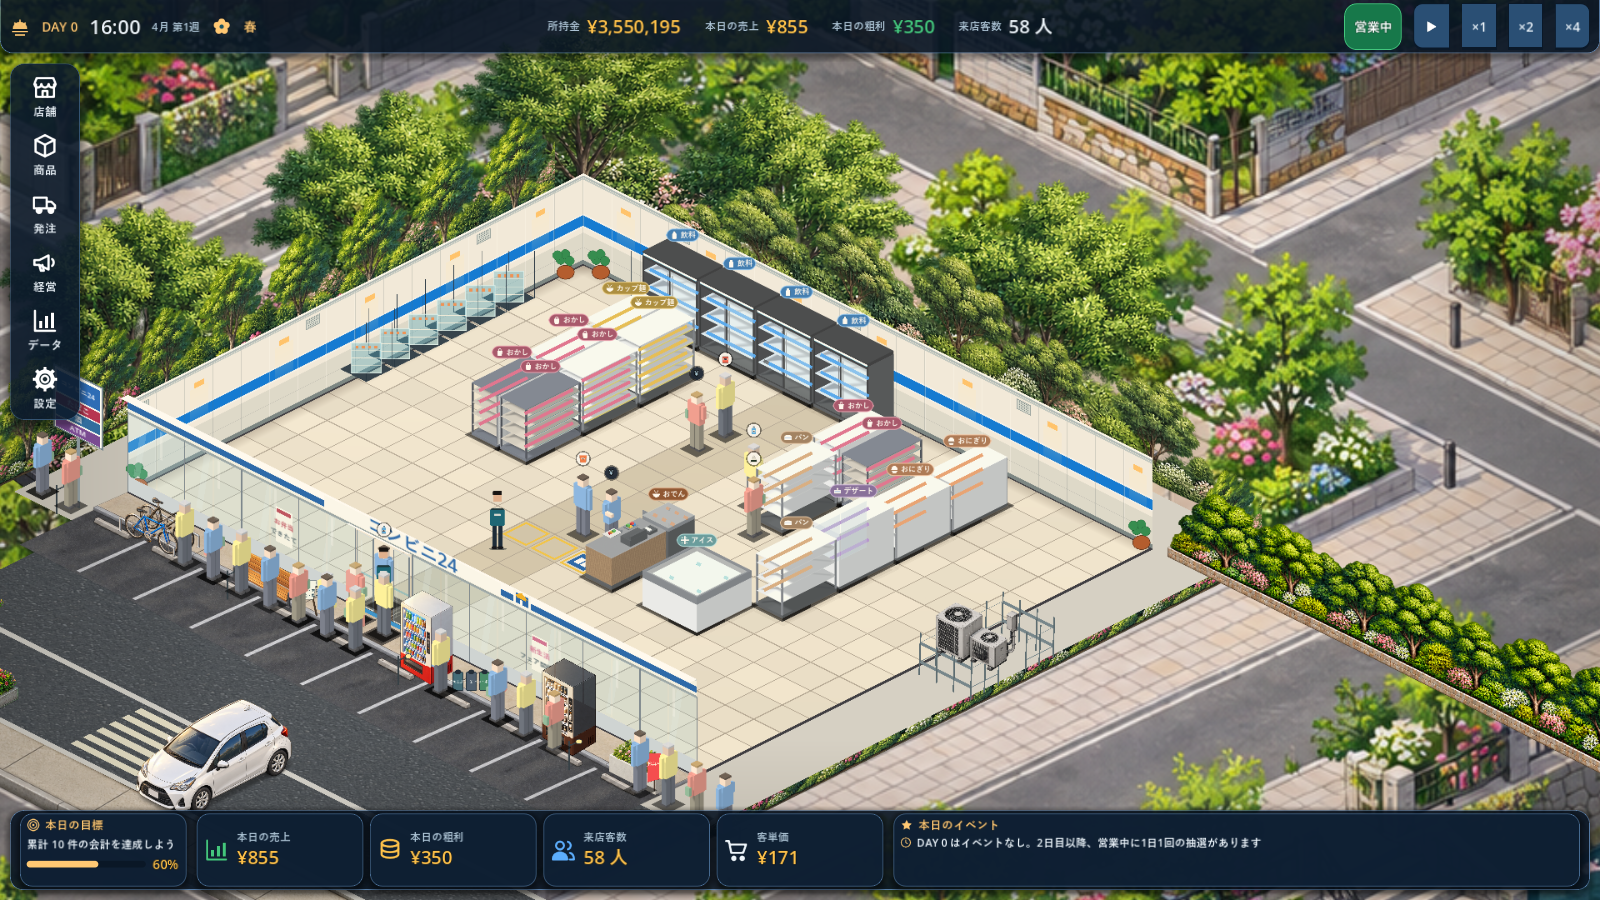 DAY 0 16:00 4月 第1週 春
所持金 ¥3,550,195 本日の売上 ¥855 本日の粗利 ¥350 来店客数 58 人
営業中 ×1 ×2 ×4
店舗
商品
発注
経営
データ
設定
ATM
飲料
飲料
飲料
飲料
カップ麺
カップ麺
おかし
おかし
おかし
おかし
おかし
おかし
パン
おにぎり
おにぎり
デザート
おでん
パン
アイス
コンビニ24
本日の目標
累計 10 件の会計を達成しよう
60%
本日の売上
¥855
本日の粗利
¥350
来店客数
58 人
客単価
¥171
本日のイベント
DAY 0 はイベントなし。2日目以降、営業中に1日1回の抽選があります